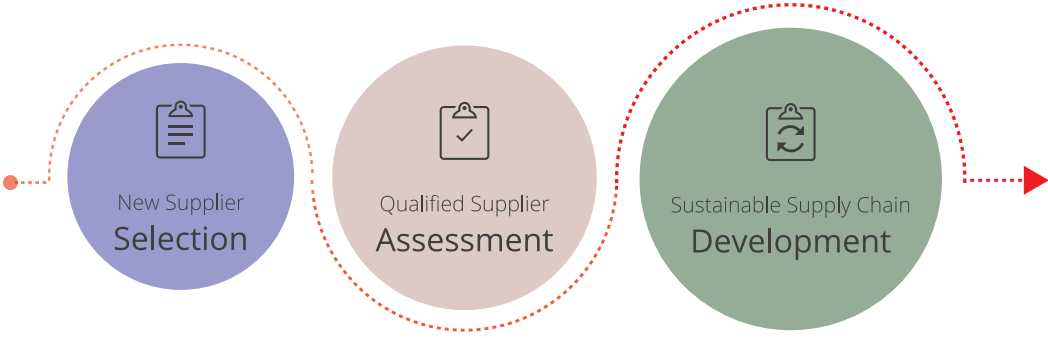 New Supplier
Selection
Qualified Supplier
Assessment
Sustainable Supply Chain
Development